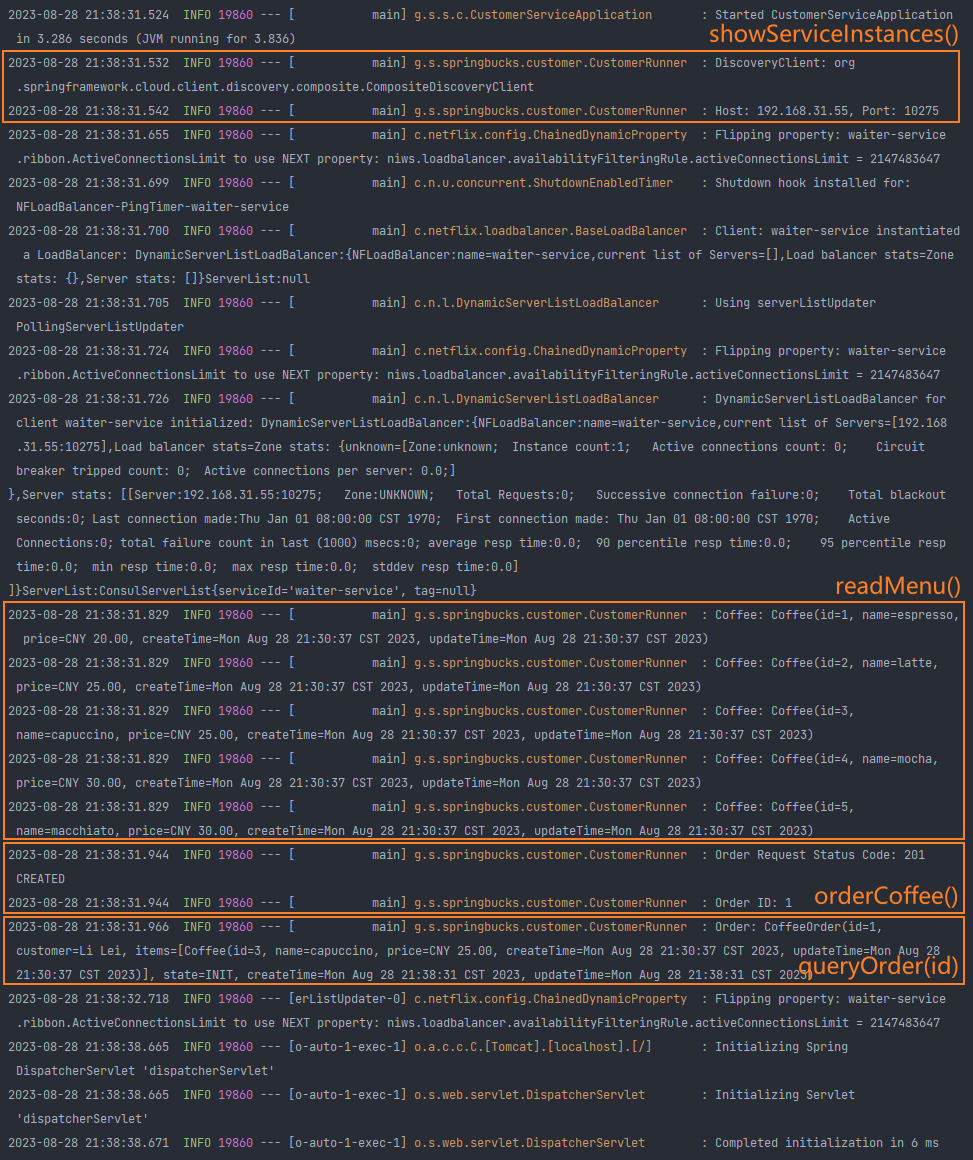 2023-08-28 21:38:31.524  INFO 19860 --- [           main] g.s.s.c.CustomerServiceApplication       : Started CustomerServiceApplication
in 3.286 seconds (JVM running for 3.836)
showServiceInstances()
2023-08-28 21:38:31.532  INFO 19860 --- [           main] g.s.springbucks.customer.CustomerRunner  : DiscoveryClient: org
.springframework.cloud.client.discovery.composite.CompositeDiscoveryClient
2023-08-28 21:38:31.542  INFO 19860 --- [           main] g.s.springbucks.customer.CustomerRunner  : Host: 192.168.31.55, Port: 10275
2023-08-28 21:38:31.655  INFO 19860 --- [           main] c.netflix.config.ChainedDynamicProperty  : Flipping property: waiter-service
.ribbon.ActiveConnectionsLimit to use NEXT property: niws.loadbalancer.availabilityFilteringRule.activeConnectionsLimit = 2147483647
2023-08-28 21:38:31.699  INFO 19860 --- [           main] c.n.u.concurrent.ShutdownEnabledTimer    : Shutdown hook installed for:
NFLoadBalancer-PingTimer-waiter-service
2023-08-28 21:38:31.700  INFO 19860 --- [           main] c.netflix.loadbalancer.BaseLoadBalancer  : Client: waiter-service instantiated
a LoadBalancer: DynamicServerListLoadBalancer:{NFLoadBalancer:name=waiter-service,current list of Servers=[],Load balancer stats=Zone
stats: {},Server stats: []}ServerList:null
2023-08-28 21:38:31.705  INFO 19860 --- [           main] c.n.l.DynamicServerListLoadBalancer      : Using serverListUpdater
PollingServerListUpdater
2023-08-28 21:38:31.724  INFO 19860 --- [           main] c.netflix.config.ChainedDynamicProperty  : Flipping property: waiter-service
.ribbon.ActiveConnectionsLimit to use NEXT property: niws.loadbalancer.availabilityFilteringRule.activeConnectionsLimit = 2147483647
2023-08-28 21:38:31.726  INFO 19860 --- [           main] c.n.l.DynamicServerListLoadBalancer      : DynamicServerListLoadBalancer for
client waiter-service initialized: DynamicServerListLoadBalancer:{NFLoadBalancer:name=waiter-service,current list of Servers=[192.168
.31.55:10275],Load balancer stats=Zone stats: {unknown=[Zone:unknown;  Instance count:1;   Active connections count: 0;    Circuit
breaker tripped count: 0;  Active connections per server: 0.0;]
},Server stats: [[Server:192.168.31.55:10275;   Zone:UNKNOWN;   Total Requests:0;   Successive connection failure:0;    Total blackout
seconds:0; Last connection made:Thu Jan 01 08:00:00 CST 1970;  First connection made: Thu Jan 01 08:00:00 CST 1970;    Active
Connections:0; total failure count in last (1000) msecs:0; average resp time:0.0;  90 percentile resp time:0.0;    95 percentile resp
time:0.0;  min resp time:0.0;  max resp time:0.0;  stddev resp time:0.0]
]}ServerList:ConsulServerList{serviceId='waiter-service', tag=null}
readMenu()
2023-08-28 21:38:31.829  INFO 19860 --- [           main] g.s.springbucks.customer.CustomerRunner  : Coffee: Coffee(id=1, name=espresso,
price=CNY 20.00, createTime=Mon Aug 28 21:30:37 CST 2023, updateTime=Mon Aug 28 21:30:37 CST 2023)
2023-08-28 21:38:31.829  INFO 19860 --- [           main] g.s.springbucks.customer.CustomerRunner  : Coffee: Coffee(id=2, name=latte,
price=CNY 25.00, createTime=Mon Aug 28 21:30:37 CST 2023, updateTime=Mon Aug 28 21:30:37 CST 2023)
2023-08-28 21:38:31.829  INFO 19860 --- [           main] g.s.springbucks.customer.CustomerRunner  : Coffee: Coffee(id=3,
name=capuccino, price=CNY 25.00, createTime=Mon Aug 28 21:30:37 CST 2023, updateTime=Mon Aug 28 21:30:37 CST 2023)
2023-08-28 21:38:31.829  INFO 19860 --- [           main] g.s.springbucks.customer.CustomerRunner  : Coffee: Coffee(id=4, name=mocha,
price=CNY 30.00, createTime=Mon Aug 28 21:30:37 CST 2023, updateTime=Mon Aug 28 21:30:37 CST 2023)
2023-08-28 21:38:31.829  INFO 19860 --- [           main] g.s.springbucks.customer.CustomerRunner  : Coffee: Coffee(id=5,
name=macchiato, price=CNY 30.00, createTime=Mon Aug 28 21:30:37 CST 2023, updateTime=Mon Aug 28 21:30:37 CST 2023)
2023-08-28 21:38:31.944  INFO 19860 --- [           main] g.s.springbucks.customer.CustomerRunner  : Order Request Status Code: 201
CREATED
2023-08-28 21:38:31.944  INFO 19860 --- [           main] g.s.springbucks.customer.CustomerRunner  : Order ID: 1
orderCoffee()
2023-08-28 21:38:31.966  INFO 19860 --- [           main] g.s.springbucks.customer.CustomerRunner  : Order: CoffeeOrder(id=1,
customer=Li Lei, items=[Coffee(id=3, name=capuccino, price=CNY 25.00, createTime=Mon Aug 28 21:30:37 CST 2023, updateTime=Mon Aug 28
21:30:37 CST 2023)], state=INIT, createTime=Mon Aug 28 21:38:31 CST 2023, updateTime=Mon Aug 28 21:38:31 CST 2023)
queryOrder(id)
2023-08-28 21:38:32.718  INFO 19860 --- [erListUpdater-0] c.netflix.config.ChainedDynamicProperty  : Flipping property: waiter-service
.ribbon.ActiveConnectionsLimit to use NEXT property: niws.loadbalancer.availabilityFilteringRule.activeConnectionsLimit = 2147483647
2023-08-28 21:38:38.665  INFO 19860 --- [o-auto-1-exec-1] o.a.c.c.C.[Tomcat].[localhost].[/]       : Initializing Spring
DispatcherServlet 'dispatcherServlet'
2023-08-28 21:38:38.665  INFO 19860 --- [o-auto-1-exec-1] o.s.web.servlet.DispatcherServlet        : Initializing Servlet
'dispatcherServlet'
2023-08-28 21:38:38.671  INFO 19860 --- [o-auto-1-exec-1] o.s.web.servlet.DispatcherServlet        : Completed initialization in 6 ms